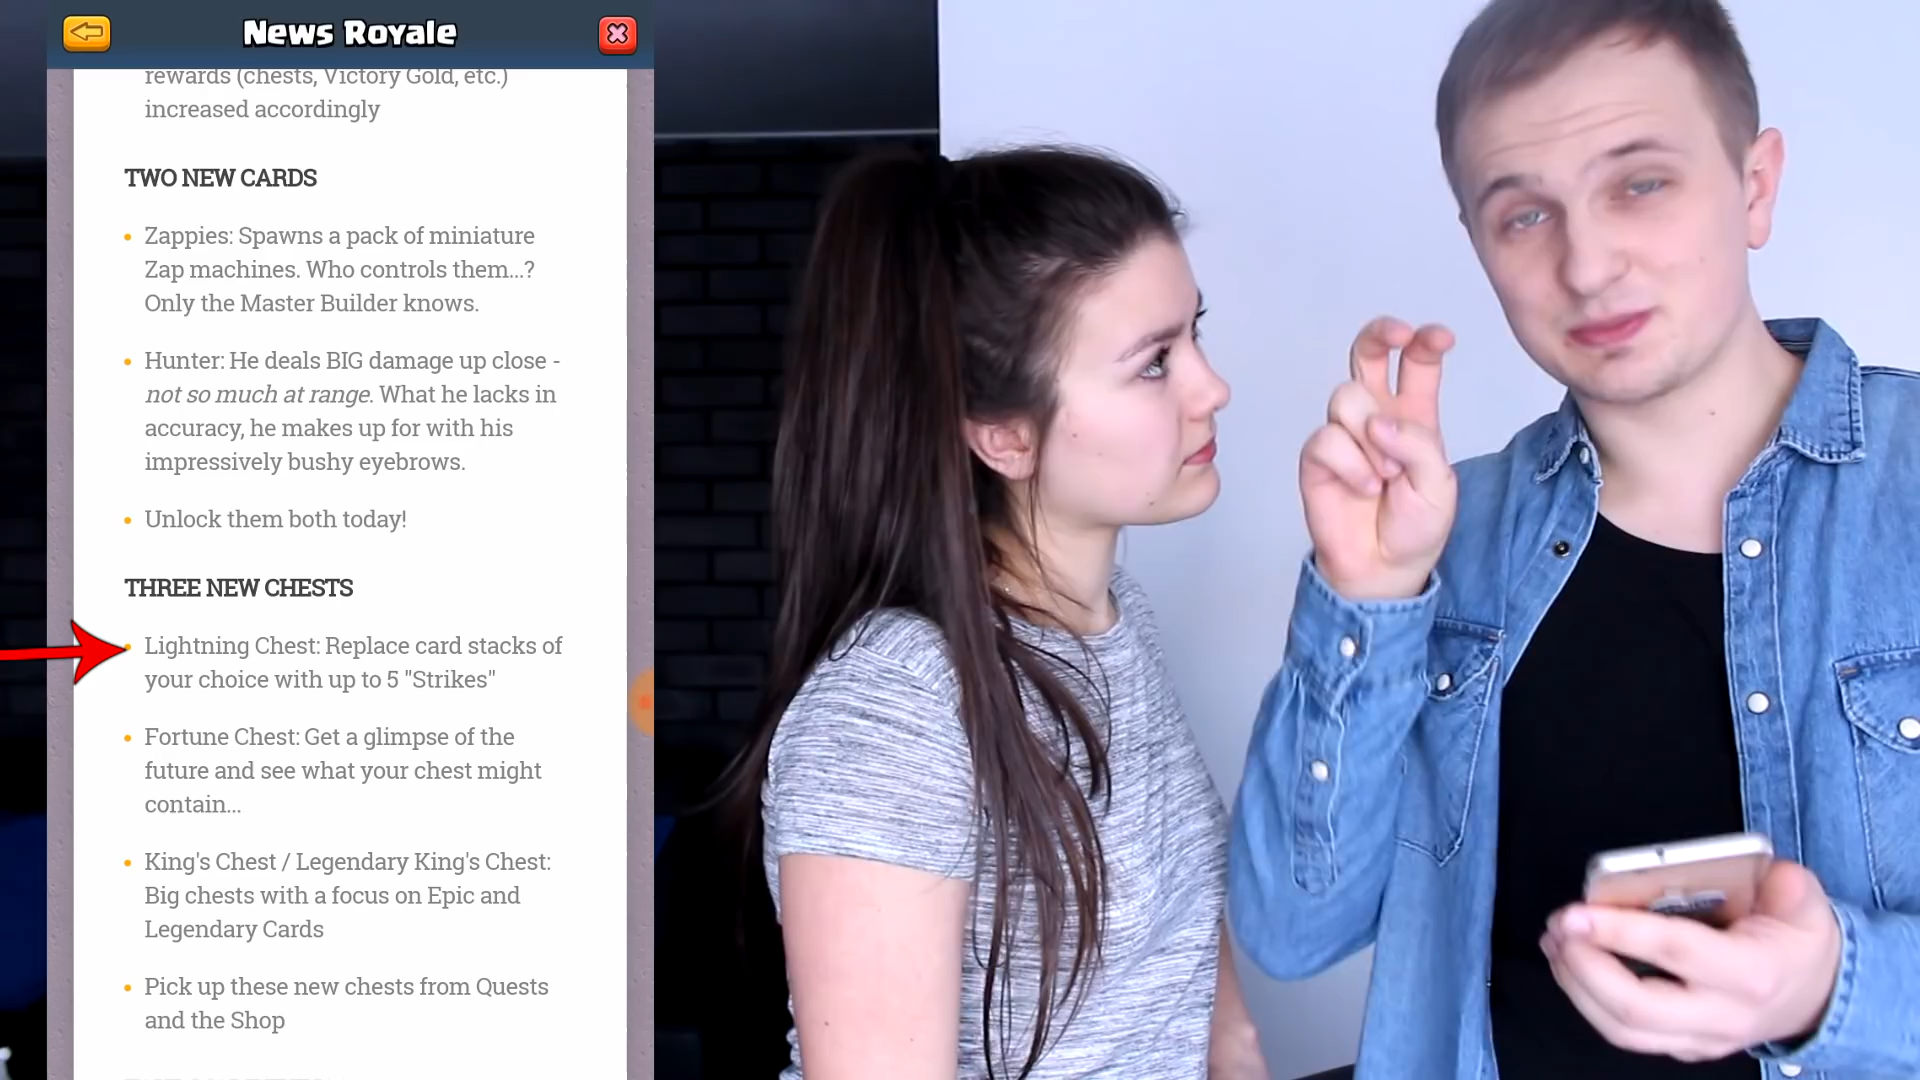 News Royale
rewards (chests, Victory Gold, etc.)
increased accordingly
TWO NEW CARDS
Zappies: Spawns a pack of miniature
Zap machines. Who controls them...?
Only the Master Builder knows.
Hunter: He deals BIG damage up close -
not so much at range. What he lacks in
accuracy, he makes up for with his
impressively bushy eyebrows.
Unlock them both today!
THREE NEW CHESTS
Lightning Chest: Replace card stacks of
your choice with up to 5 "Strikes"
Fortune Chest: Get a glimpse of the
future and see what your chest might
contain...
King's Chest / Legendary King's Chest:
Big chests with a focus on Epic and
Legendary Cards
Pick up these new chests from Quests
and the Shop